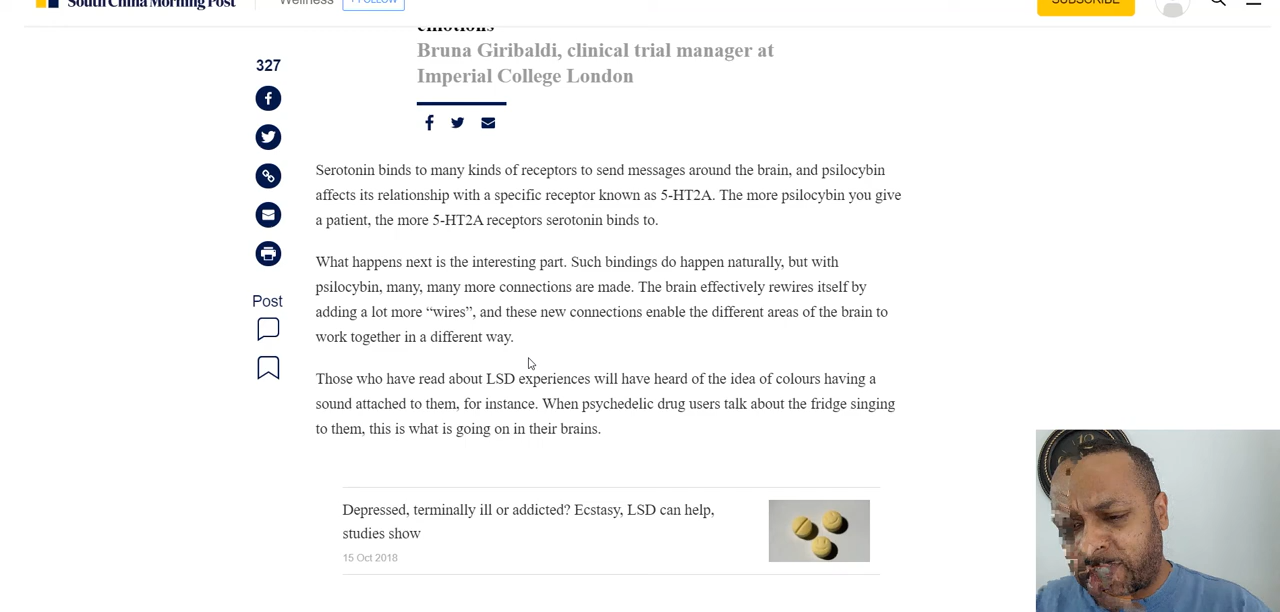 South China Morning Post
Wellness
+ FOLLOW
SUBSCRIBE
emotions
Bruna Giribaldi, clinical trial manager at
Imperial College London
327
Serotonin binds to many kinds of receptors to send messages around the brain, and psilocybin
affects its relationship with a specific receptor known as 5-HT2A. The more psilocybin you give
a patient, the more 5-HT2A receptors serotonin binds to.
What happens next is the interesting part. Such bindings do happen naturally, but with
psilocybin, many, many more connections are made. The brain effectively rewires itself by
adding a lot more “wires”, and these new connections enable the different areas of the brain to
work together in a different way.
Post
Those who have read about LSD experiences will have heard of the idea of colours having a
sound attached to them, for instance. When psychedelic drug users talk about the fridge singing
to them, this is what is going on in their brains.
Depressed, terminally ill or addicted? Ecstasy, LSD can help,
studies show
15 Oct 2018